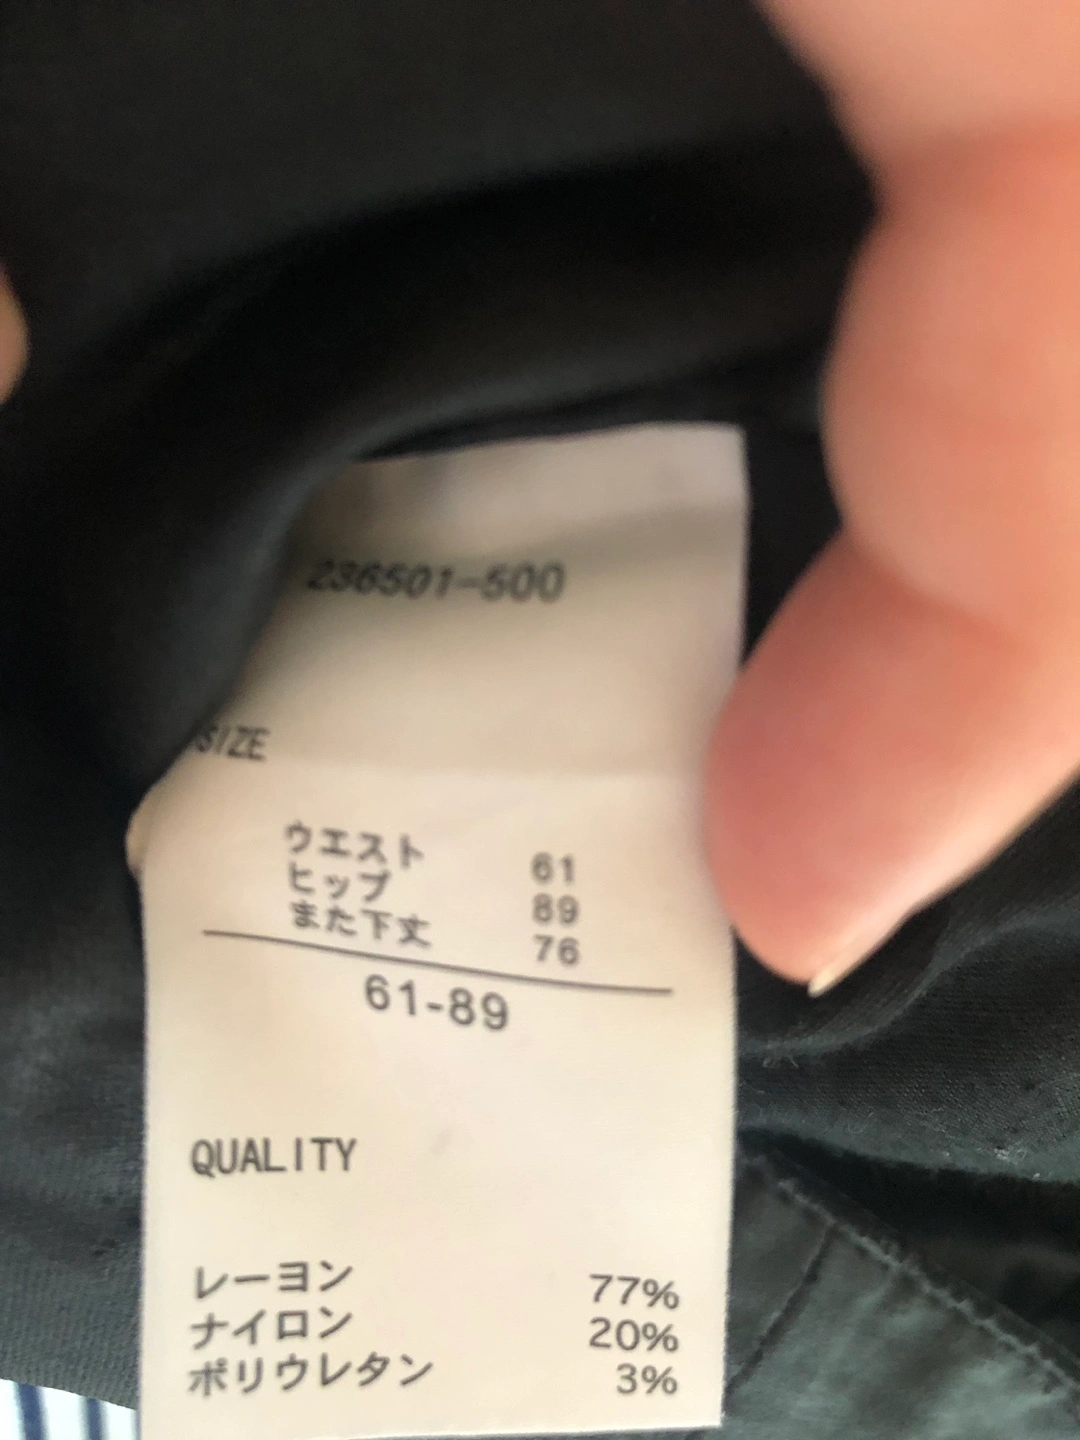 236501-500
SIZE
ウエスト 61
ヒップ 89
また下丈 76
61-89
QUALITY
レーヨン 77%
ナイロン 20%
ポリウレタン 3%